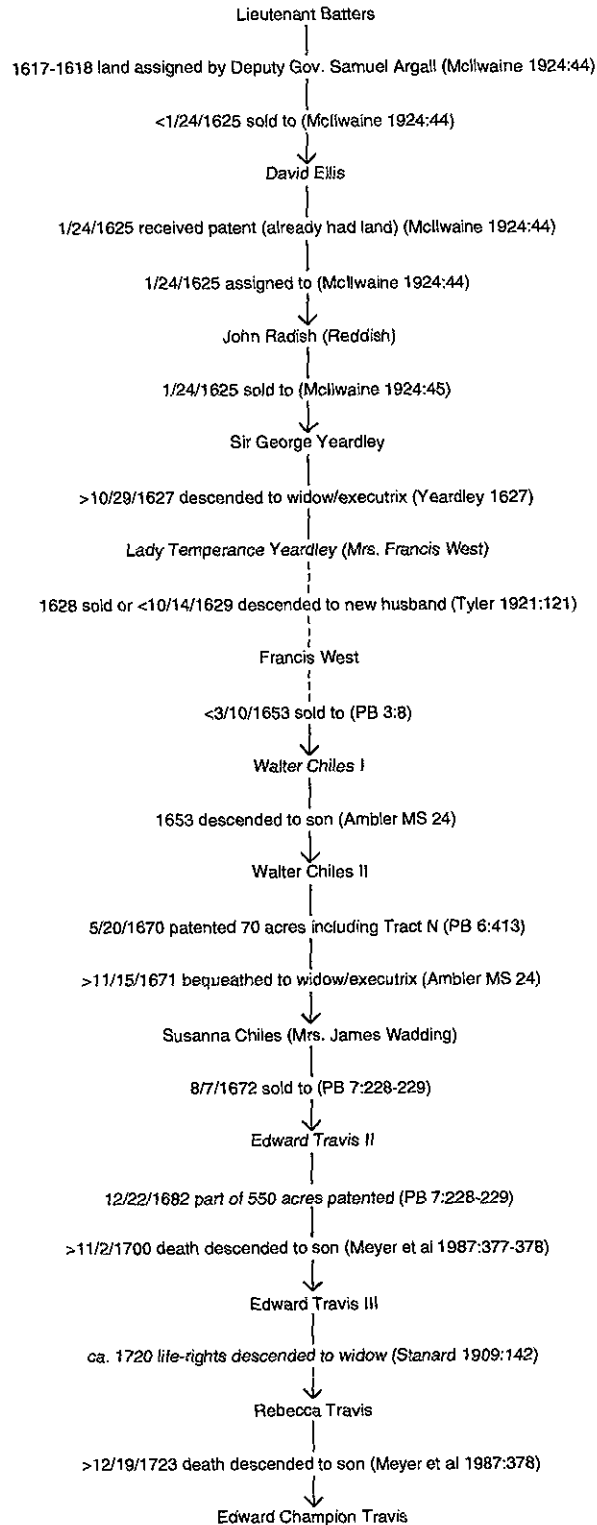 Lieutenant Batters
1617-1618 land assigned by Deputy Gov. Samuel Argall (McIlwaine 1924:44)
<1/24/1625 sold to (McIlwaine 1924:44)
David Ellis
1/24/1625 received patent (already had land) (McIlwaine 1924:44)
1/24/1625 assigned to (McIlwaine 1924:44)
John Radish (Reddish)
1/24/1625 sold to (McIlwaine 1924:45)
Sir George Yeardley
>10/29/1627 descended to widow/executrix (Yeardley 1627)
Lady Temperance Yeardley (Mrs. Francis West)
1628 sold or <10/14/1629 descended to new husband (Tyler 1921:121)
Francis West
<3/10/1653 sold to (PB 3:8)
Walter Chiles I
1653 descended to son (Ambler MS 24)
Walter Chiles II
5/20/1670 patented 70 acres including Tract N (PB 6:413)
>11/15/1671 bequeathed to widow/executrix (Ambler MS 24)
Susanna Chiles (Mrs. James Wadding)
8/7/1672 sold to (PB 7:228-229)
Edward Travis II
12/22/1682 part of 550 acres patented (PB 7:228-229)
>11/2/1700 death descended to son (Meyer et al 1987:377-378)
Edward Travis III
ca. 1720 life-rights descended to widow (Stanard 1909:142)
Rebecca Travis
>12/19/1723 death descended to son (Meyer et al 1987:378)
Edward Champion Travis